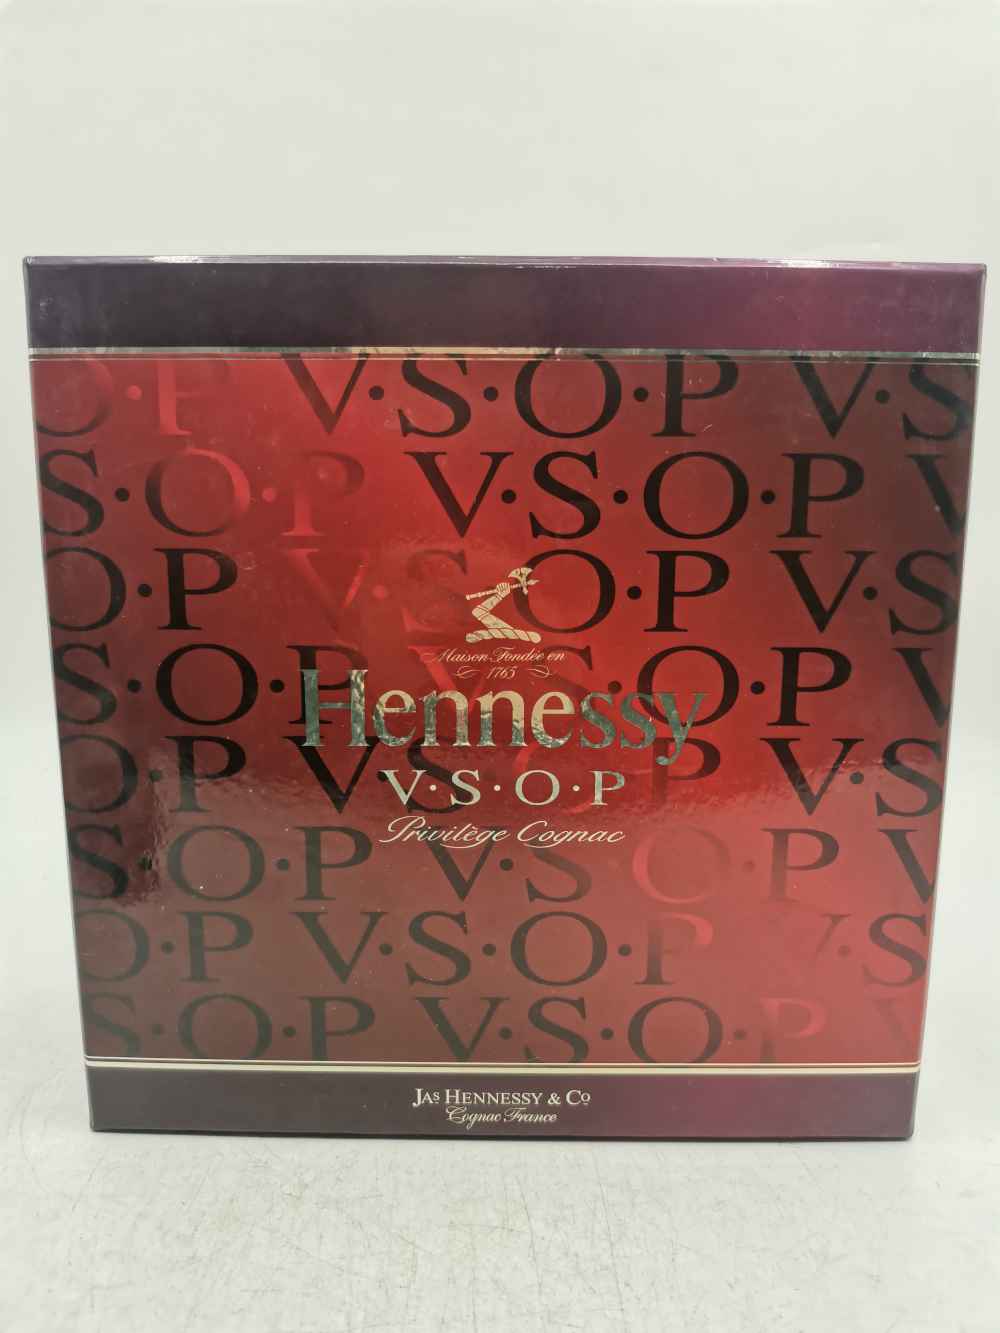 O·P V·S·O·P V·S
S·O·P V·S·O·P V
O·P V·S·O·P V·S
S·O·P V·S·O·P V
Maison Fondée en
1765
Hennessy
V·S·O·P
Privilège Cognac
O·P V·S·O·P V·S
S·O·P V·S·O·P V
O·P V·S·O·P V·S
S·O·P V·S·O·P V
JAS HENNESSY & CO
Cognac France